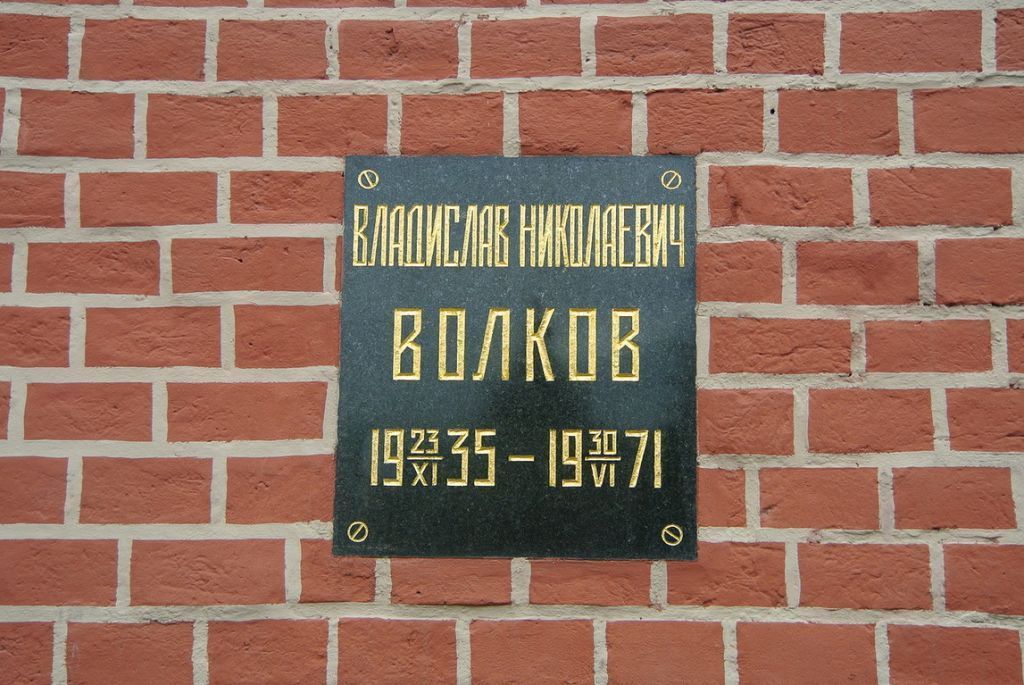 ВЛАДИСЛАВ НИКОЛАЕВИЧ
ВОЛКОВ
19 23/XI 35 – 19 30/VI 71